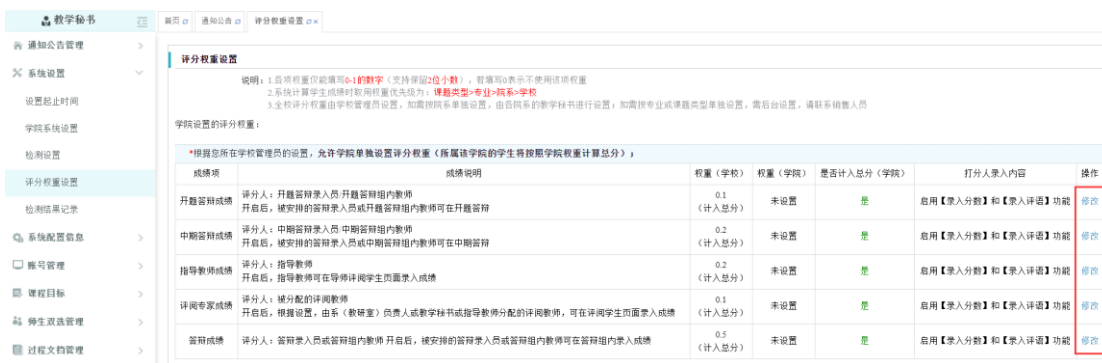 教学秘书
首页 通知公告 评分权重设置
通知公告管理
系统设置
设置起止时间
学院系统设置
检测设置
评分权重设置
检测结果记录
系统配置信息
账号管理
课程目标
师生双选管理
过程文档管理
评分权重设置
说明：1.各项权重仅能填写0-1的数字（支持保留2位小数），若填写0表示不使用该项权重
2.系统计算学生成绩时取用权重优先级为：课题类型>专业>院系>学校
3.全校评分权重由学校管理员设置，如需按院系单独设置，由各院系的教学秘书进行设置；如需按专业或课题类型单独设置，需后台设置，请联系销售人员
学院设置的评分权重：
*根据您所在学校管理员的设置，允许学院单独设置评分权重（所属该学院的学生将按照学院权重计算总分）；
成绩项 成绩说明 权重（学校） 权重（学院） 是否计入总分（学院） 打分人录入内容 操作
开题答辩成绩 评分人：开题答辩录入员/开题答辩组内教师
开启后，被安排的答辩录入员或开题答辩组内教师可在开题答辩 0.1
（计入总分） 未设置 是 启用【录入分数】和【录入评语】功能 修改
中期答辩成绩 评分人：中期答辩录入员/中期答辩组内教师
开启后，被安排的答辩录入员或中期答辩组内教师可在中期答辩 0.2
（计入总分） 未设置 是 启用【录入分数】和【录入评语】功能 修改
指导教师成绩 评分人：指导教师
开启后，指导教师可在导师评阅学生页面录入成绩 0.2
（计入总分） 未设置 是 启用【录入分数】和【录入评语】功能 修改
评阅专家成绩 评分人：被分配的评阅教师
开启后，根据设置，由系（教研室）负责人或教学秘书或指导教师分配的评阅教师，可在评阅学生页面录入成绩 0.1
（计入总分） 未设置 是 启用【录入分数】和【录入评语】功能 修改
答辩成绩 评分人：答辩录入员或答辩组内教师 开启后，被安排的答辩录入员或答辩组内教师可在答辩组内录入成绩 0.5
（计入总分） 未设置 是 启用【录入分数】和【录入评语】功能 修改